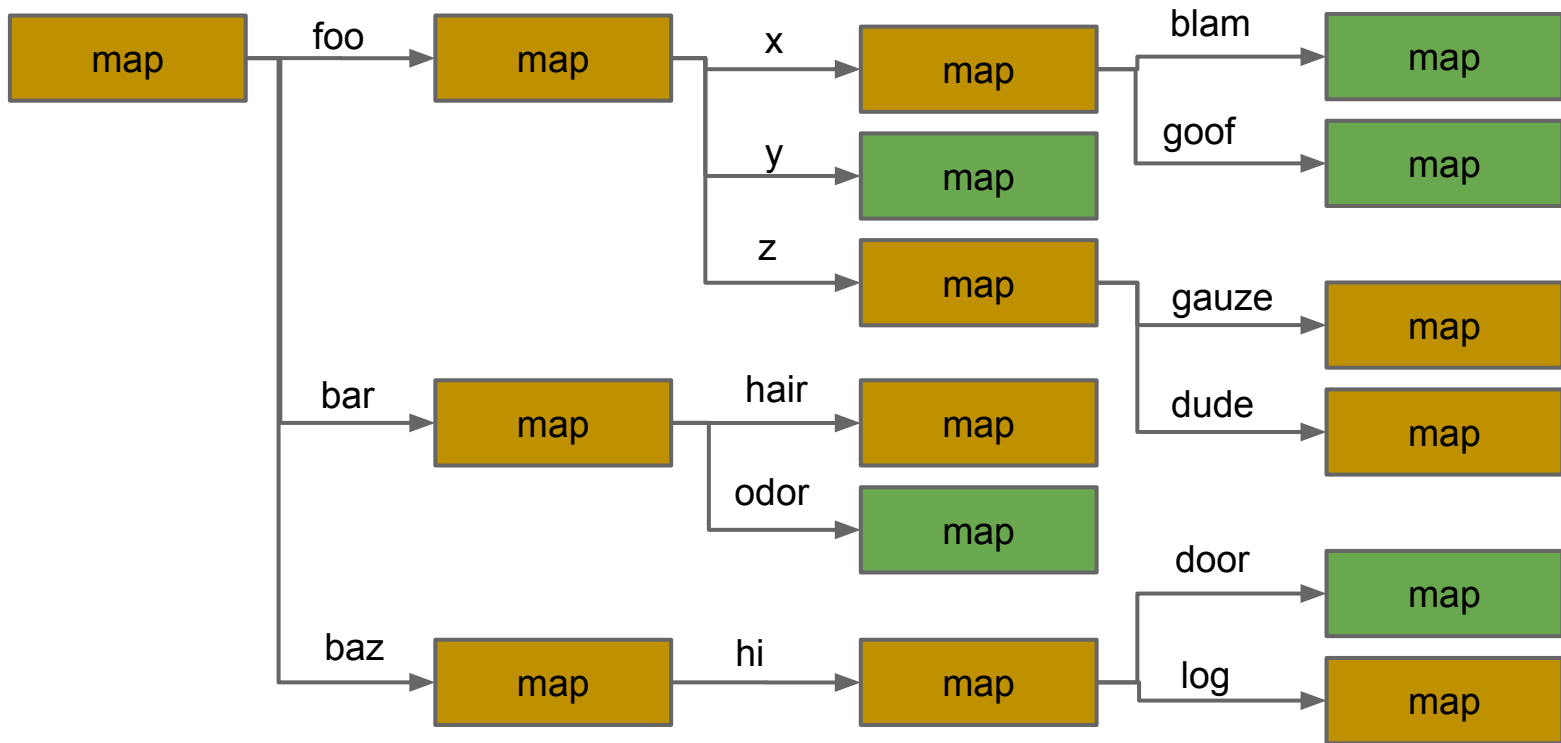 map foo map x map blam map
goof map
y map
z map gauze map
dude map
bar map hair map
odor map
door map
baz map hi map
log map